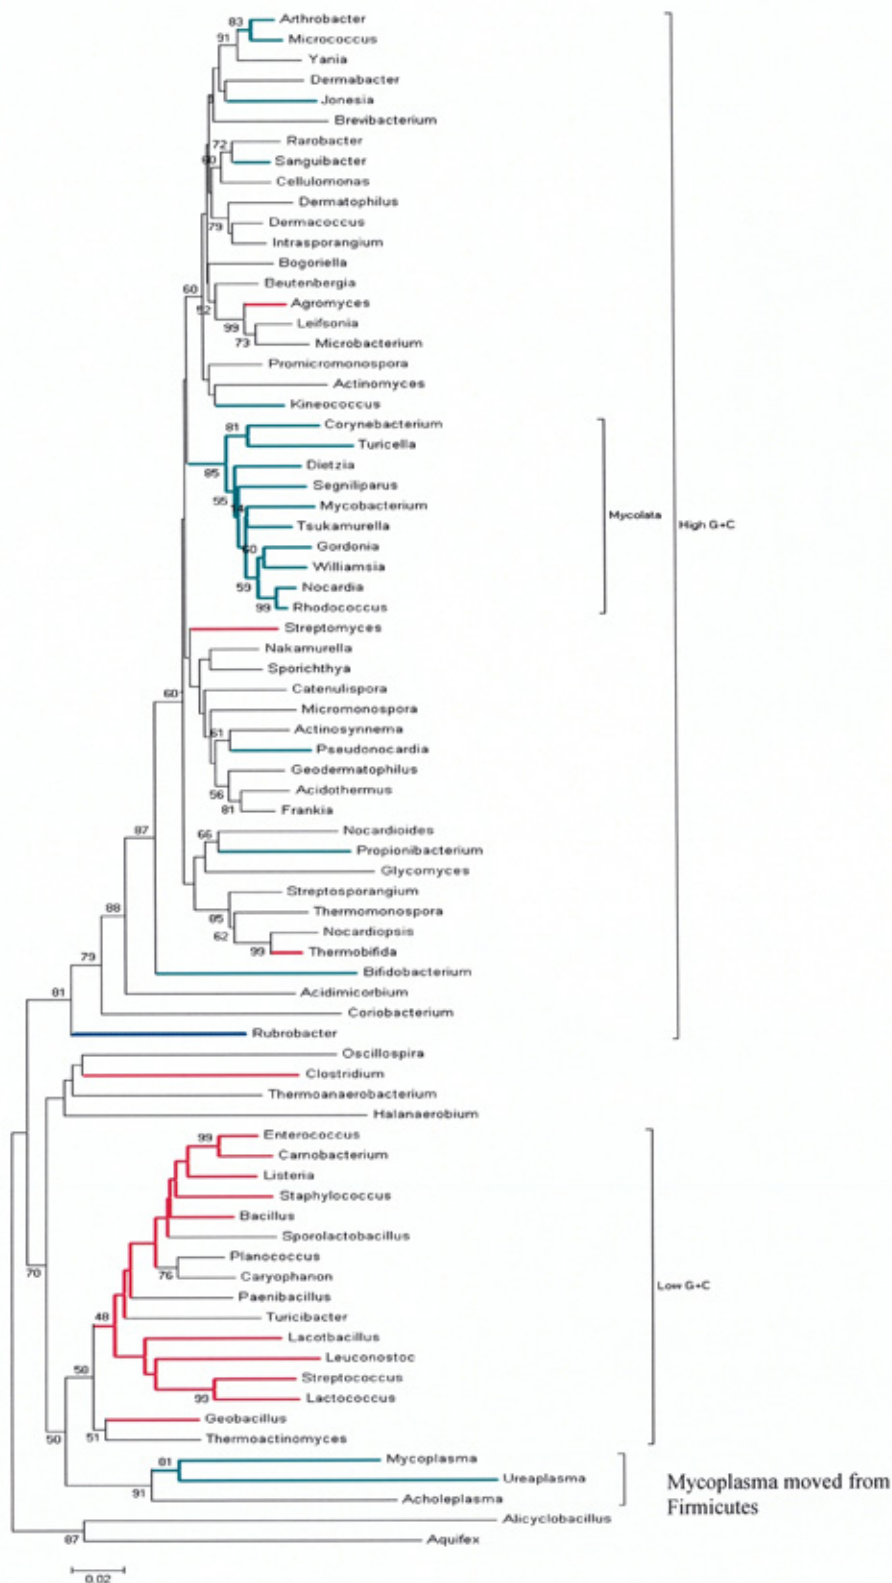 83
Arthrobacter
Micrococcus
91
Yania
Dermabacter
Jonesia
Brevibacterium
72
Rarobacter
60
Sanguibacter
Cellulomonas
Dermatophilus
79
Dermacoccus
Intrasporangium
Bogoriella
60
Beutenbergia
52
Agromyces
99
Leifsonia
73
Microbacterium
Promicromonospora
Actinomyces
Kineococcus
81
Corynebacterium
Turicella
85
Dietzia
55
Segniliparus
Mycobacterium
Mycolata
Tsukamurella
High G+C
60
Gordonia
Williamsia
59
Nocardia
99
Rhodococcus
Streptomyces
Nakamurella
Sporichthya
60
Catenulispora
Micromonospora
61
Actinosynnema
Pseudonocardia
Geodermatophilus
56
Acidothermus
81
Frankia
87
66
Nocardioides
Propionibacterium
Glycomyces
Streptosporangium
88
85
Thermomonospora
62
Nocardiopsis
99
Thermobifida
79
Bifidobacterium
81
Acidimicorbium
Coriobacterium
Rubrobacter
Oscillospira
Clostridium
Thermoanaerobacterium
Halanaerobium
99
Enterococcus
Carnobacterium
Listeria
Staphylococcus
Bacillus
Sporolactobacillus
Planococcus
70
76
Caryophanon
Low G+C
Paenibacillus
48
Turicibacter
Lacotbacillus
50
Leuconostoc
Streptococcus
99
Lactococcus
Geobacillus
50
51
Thermoactinomyces
81
Mycoplasma
Ureaplasma
Mycoplasma moved from
91
Acholeplasma
Firmicutes
Alicyclobacillus
87
Aquifex
0.02